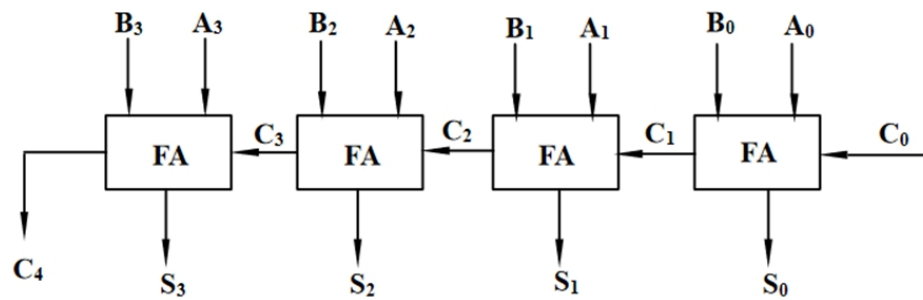 B₃ A₃ B₂ A₂ B₁ A₁ B₀ A₀
C₃ C₂ C₁ C₀
FA FA FA FA
C₄ S₃ S₂ S₁ S₀